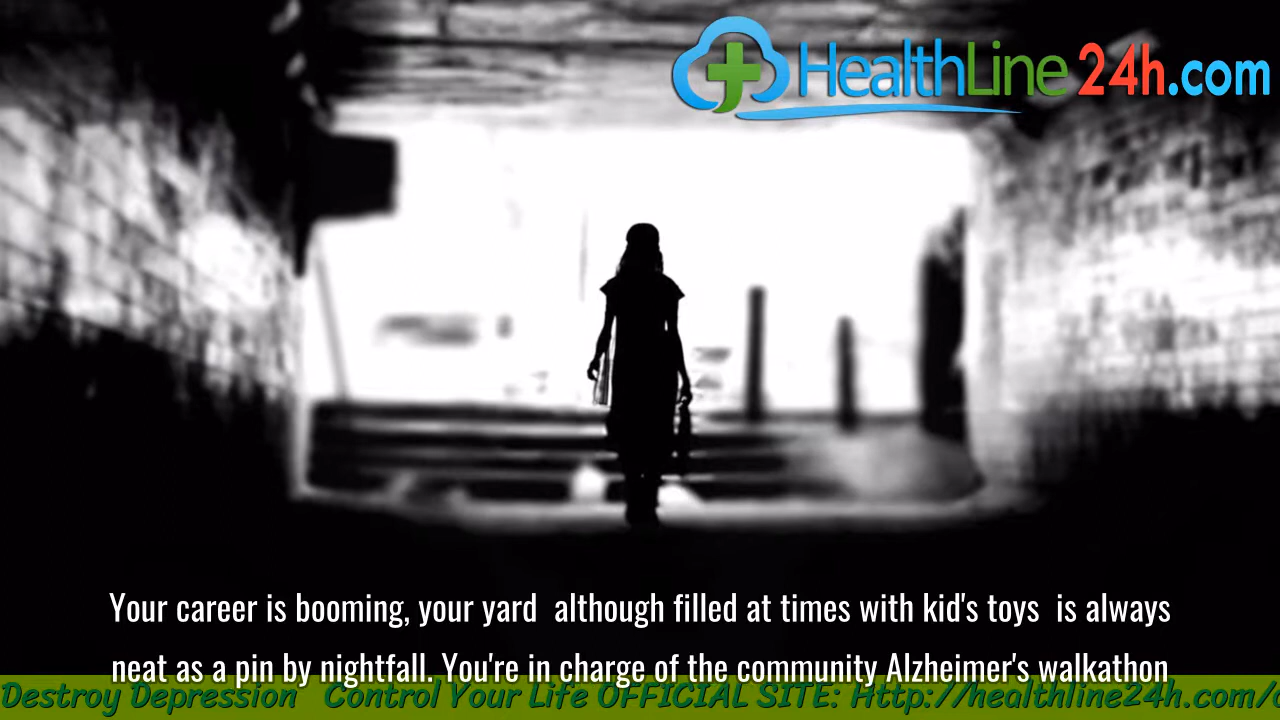 HealthLine 24h.com
Your career is booming, your yard although filled at times with kid's toys is always
neat as a pin by nightfall. You're in charge of the community Alzheimer's walkathon
Destroy Depression Control Your Life OFFICIAL SITE: Http://healthline24h.com/